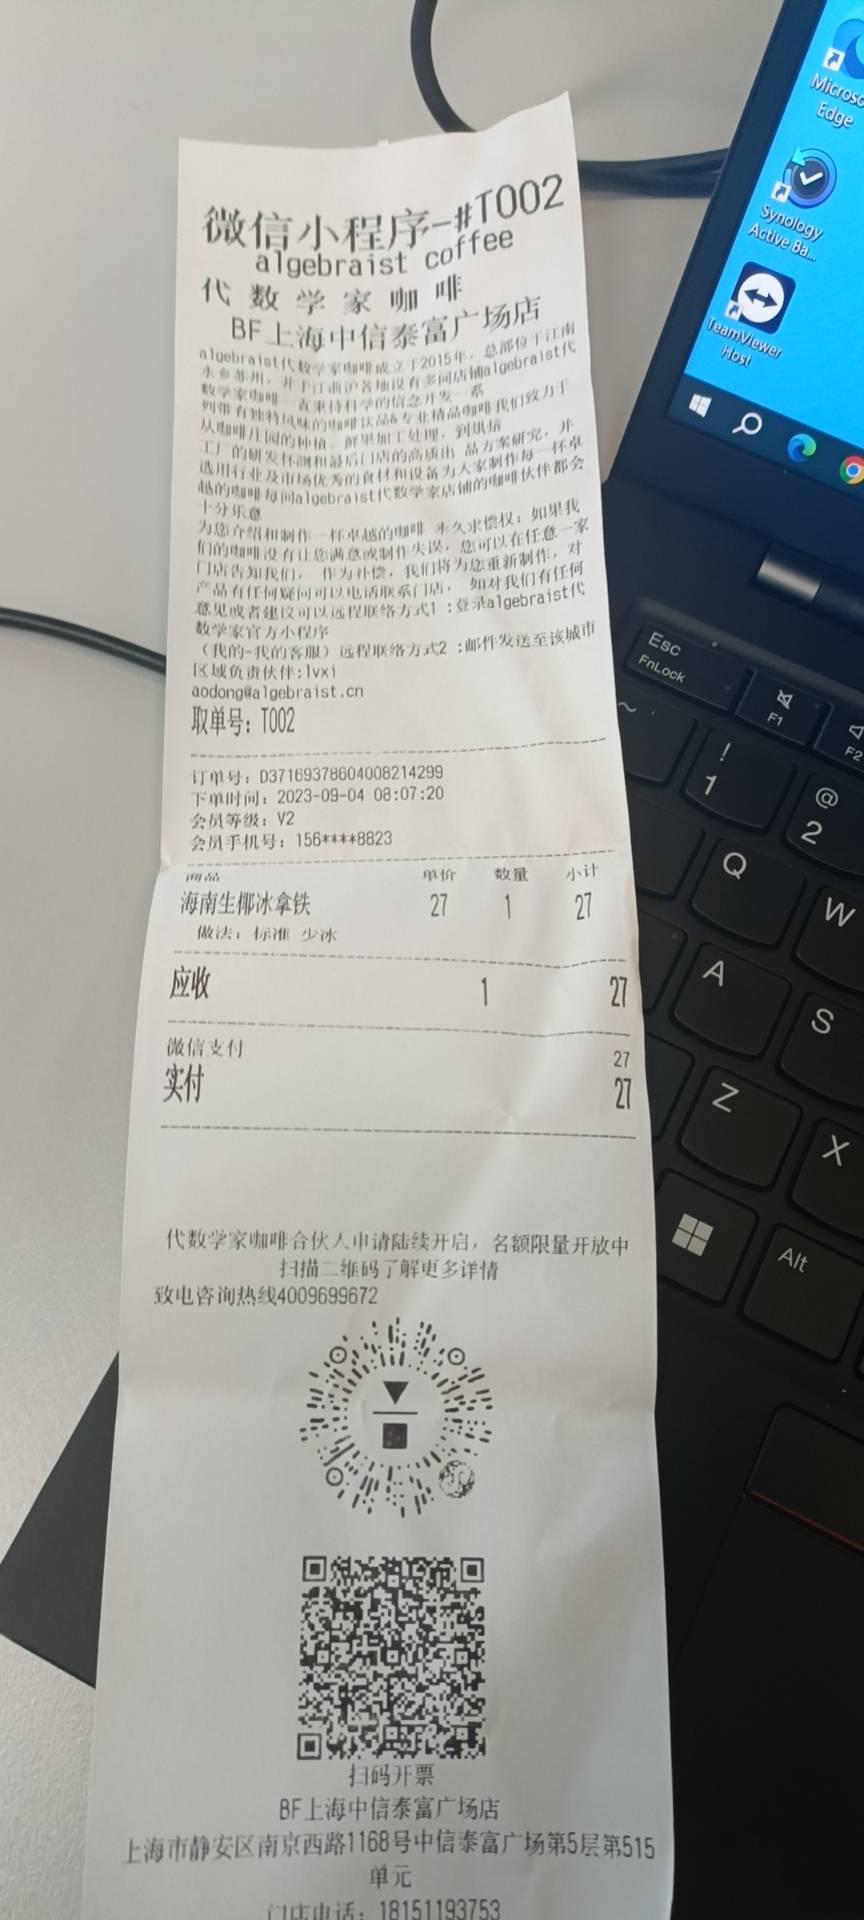 微信小程序-#T002
algebraist coffee
代数学家咖啡
BF上海中信泰富广场店
algebraist代数学家咖啡成立于2015年，总部位于江南
水乡苏州，并于江浙沪各地设有多间店铺algebraist代
数学家咖啡一直秉持科学的信念开发一系
列带有独特风味的咖啡饮品&专业精品咖啡我们致力于
从咖啡庄园的种植，鲜果加工处理，到烘焙
工厂的研发杯测和最后门店的高质出 品方案研究，并
选用行业及市场优秀的食材和设备为大家制作每一杯卓
越的咖啡每间algebraist代数学家店铺的咖啡伙伴都会
十分乐意
为您介绍和制作一杯卓越的咖啡 永久求偿权：如果我
们的咖啡没有让您满意或制作失误，您可以在任意一家
门店告知我们， 作为补偿，我们将为您重新制作，对
产品有任何疑问可以电话联系门店， 如对我们有任何
意见或者建议可以远程联络方式1 :登录algebraist代
数学家官方小程序
（我的-我的客服）远程联络方式2 :邮件发送至该城市
区域负责伙伴:lvxi
aodong@algebraist.cn
取单号：T002
订单号：D37169378604008214299
下单时间：2023-09-04 08:07:20
会员等级：V2
会员手机号：156****8823
商品 单价 数量 小计
海南生椰冰拿铁 27 1 27
做法：标准 少冰
应收 1 27
微信支付 27
实付 27
代数学家咖啡合伙人申请陆续开启，名额限量开放中
扫描二维码了解更多详情
致电咨询热线4009699672
扫码开票
BF上海中信泰富广场店
上海市静安区南京西路1168号中信泰富广场第5层第515
单元
门店电话：18151193753
Edge
Synology
Active Ba...
TeamViewer
Host
Esc
FnLock
F1
F2
~
!
1
@
2
Q
W
A
S
Z
X
Alt